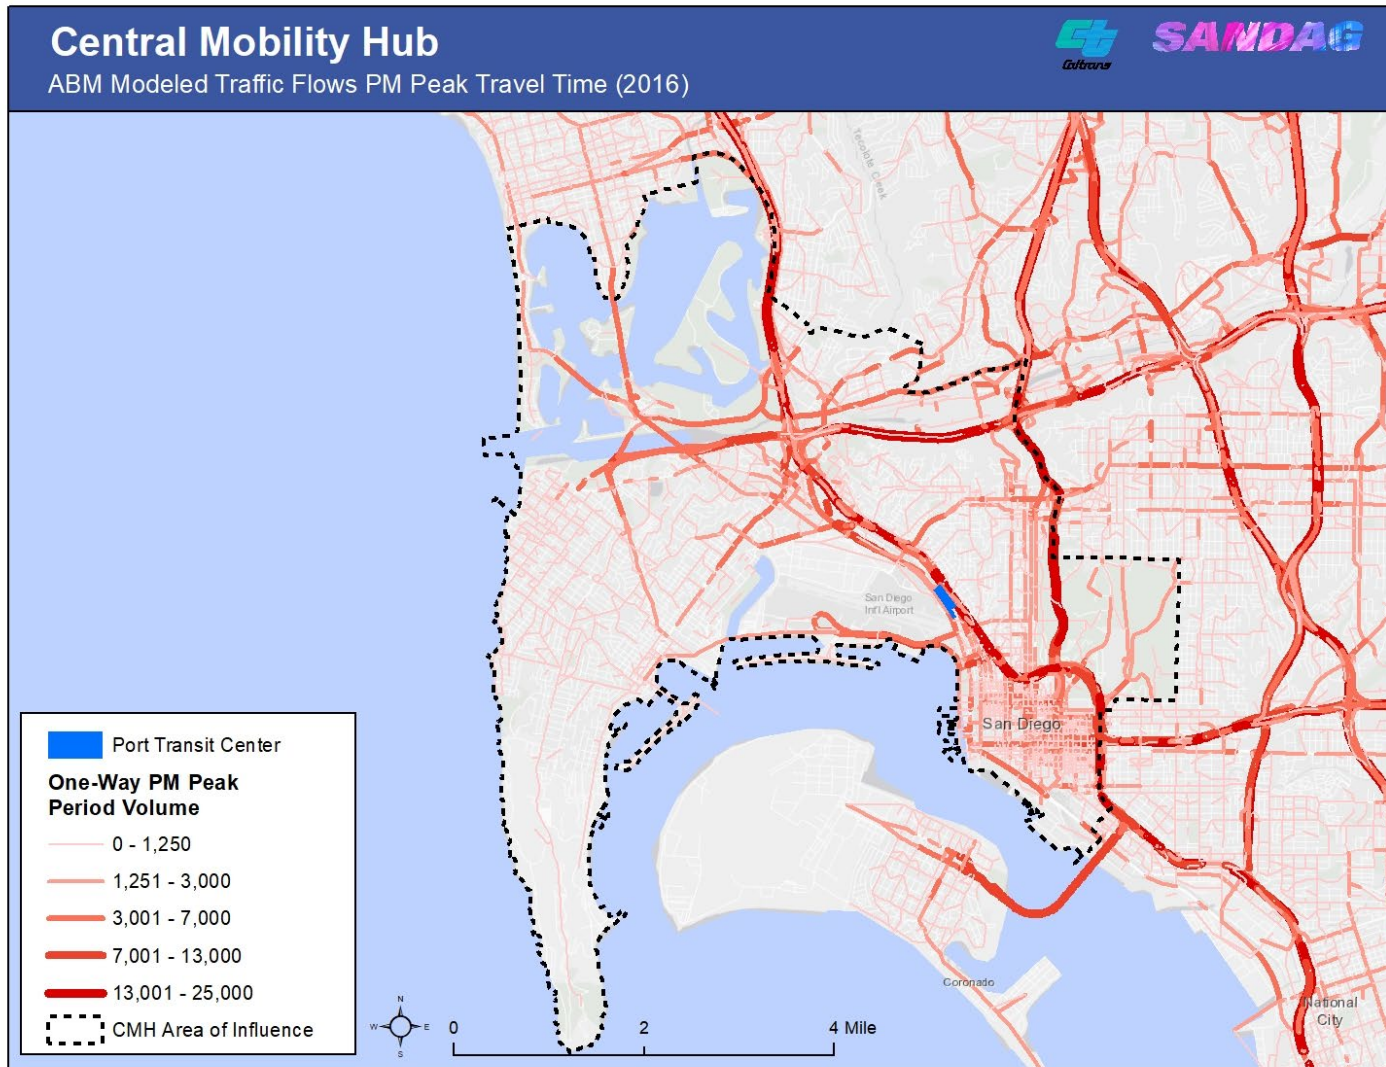 Central Mobility Hub
ABM Modeled Traffic Flows PM Peak Travel Time (2016)
Caltrans
SANDAG
Tecolote Creek
San Diego
Int'l Airport
San Diego
Coronado
National
City
Port Transit Center
One-Way PM Peak
Period Volume
0 - 1,250
1,251 - 3,000
3,001 - 7,000
7,001 - 13,000
13,001 - 25,000
CMH Area of Influence
N
W
E
S
0 2 4 Mile